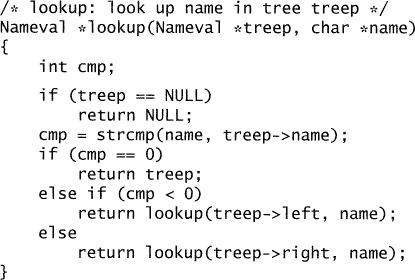 /* lookup: look up name in tree treep */
Nameval *lookup(Nameval *treep, char *name)
{
    int cmp;
    if (treep == NULL)
        return NULL;
    cmp = strcmp(name, treep->name);
    if (cmp == 0)
        return treep;
    else if (cmp < 0)
        return lookup(treep->left, name);
    else
        return lookup(treep->right, name);
}